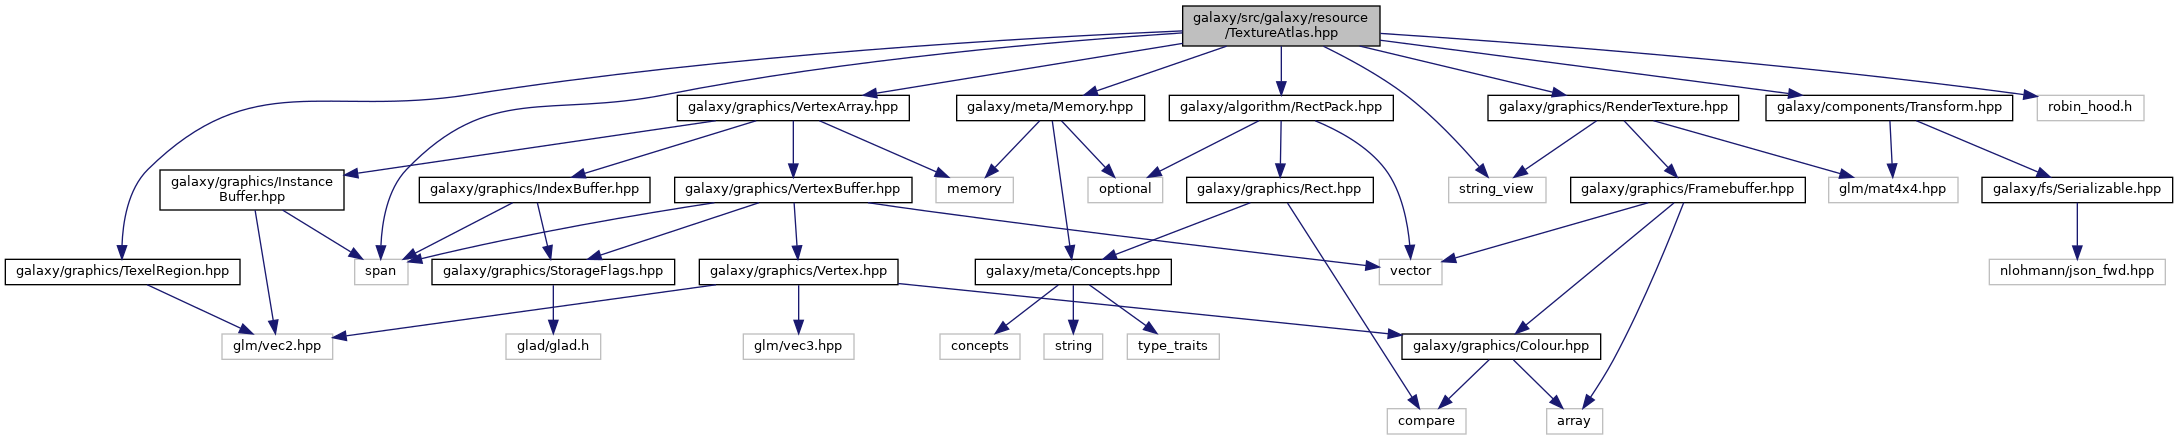 galaxy/src/galaxy/resource
/TextureAtlas.hpp
galaxy/graphics/VertexArray.hpp
galaxy/meta/Memory.hpp
galaxy/algorithm/RectPack.hpp
galaxy/graphics/RenderTexture.hpp
galaxy/components/Transform.hpp
robin_hood.h
galaxy/graphics/Instance
Buffer.hpp
galaxy/graphics/IndexBuffer.hpp
galaxy/graphics/VertexBuffer.hpp
memory
optional
galaxy/graphics/Rect.hpp
string_view
galaxy/graphics/Framebuffer.hpp
glm/mat4x4.hpp
galaxy/fs/Serializable.hpp
galaxy/graphics/TexelRegion.hpp
span
galaxy/graphics/StorageFlags.hpp
galaxy/graphics/Vertex.hpp
galaxy/meta/Concepts.hpp
vector
nlohmann/json_fwd.hpp
glm/vec2.hpp
glad/glad.h
glm/vec3.hpp
concepts
string
type_traits
galaxy/graphics/Colour.hpp
compare
array